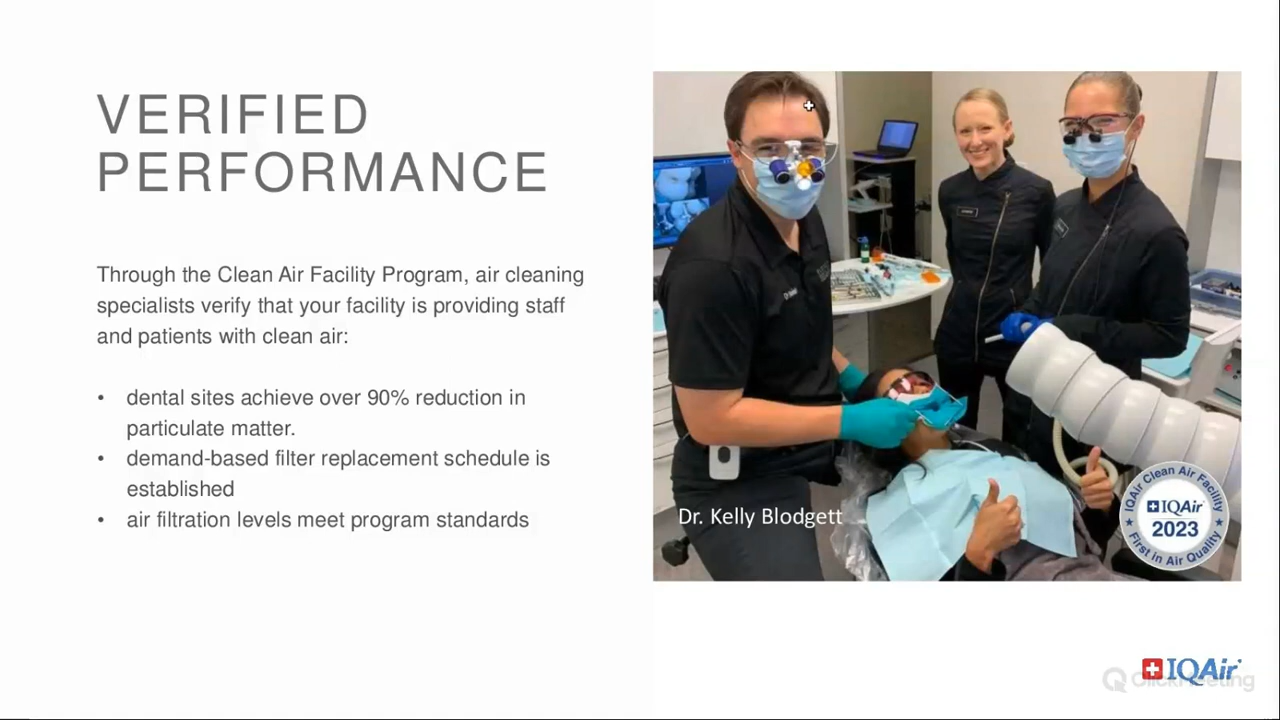 VERIFIED
PERFORMANCE
Through the Clean Air Facility Program, air cleaning
specialists verify that your facility is providing staff
and patients with clean air:
• dental sites achieve over 90% reduction in
particulate matter.
• demand-based filter replacement schedule is
established
• air filtration levels meet program standards
Dr. Kelly Blodgett
IQAir Clean Air Facility
IQAir
2023
First in Air Quality
IQAir
ClickMeeting